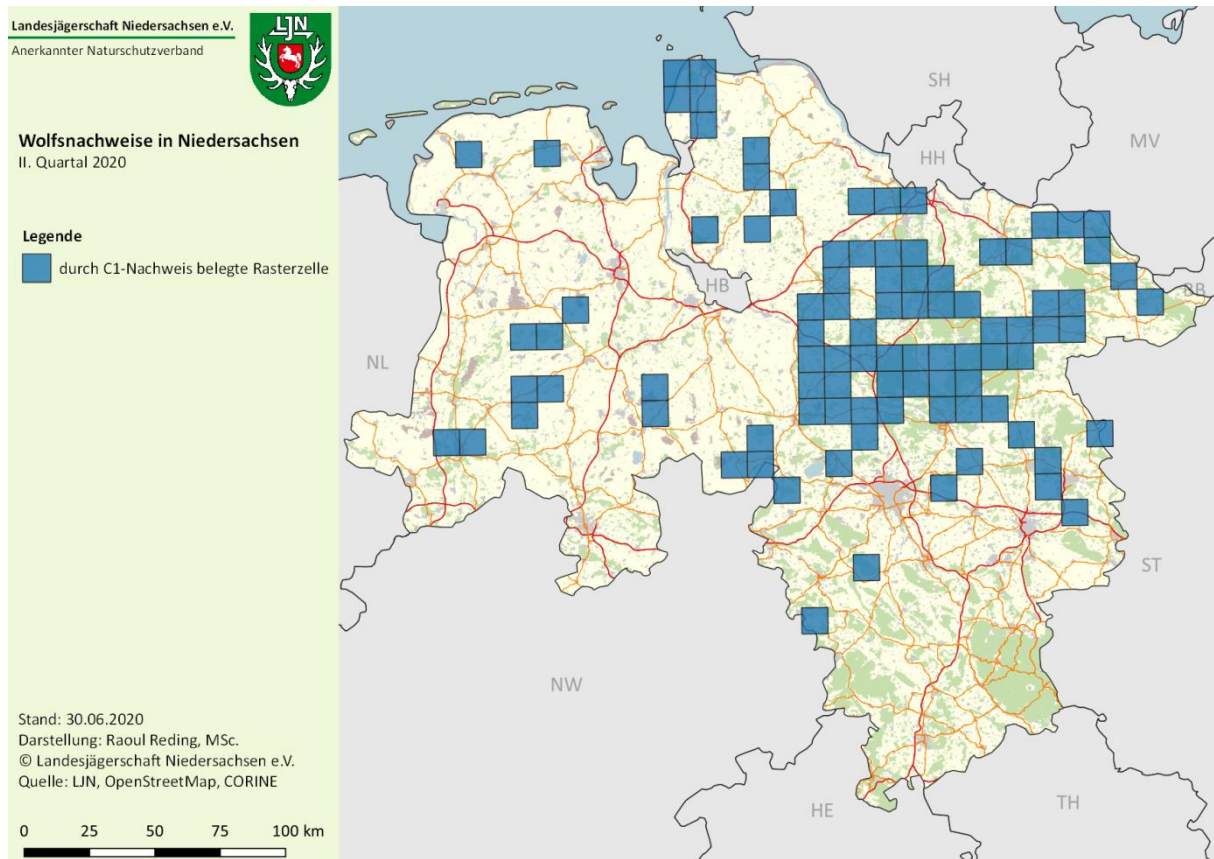 Landesjägerschaft Niedersachsen e.V.
Anerkannter Naturschutzverband
LJN
Wolfsnachweise in Niedersachsen
II. Quartal 2020
Legende
durch C1-Nachweis belegte Rasterzelle
Stand: 30.06.2020
Darstellung: Raoul Reding, MSc.
© Landesjägerschaft Niedersachsen e.V.
Quelle: LJN, OpenStreetMap, CORINE
0 25 50 75 100 km
SH
MV
HH
HB
BB
NL
ST
NW
HE
TH